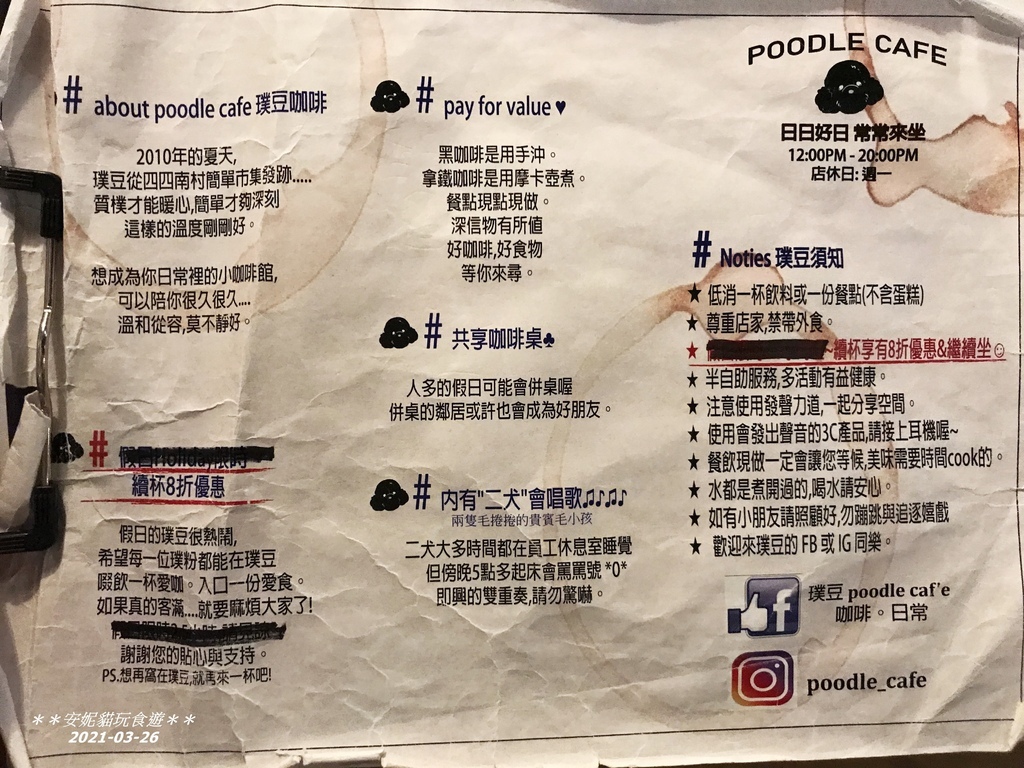 # about poodle cafe 璞豆咖啡
2010年的夏天,
璞豆從四四南村簡單市集發跡.....
質樸才能暖心,簡單才夠深刻
這樣的溫度剛剛好。
想成為你日常裡的小咖啡館,
可以陪你很久很久....
溫和從容,莫不靜好。
# 假日Holiday限時
續杯8折優惠
假日的璞豆很熱鬧,
希望每一位璞粉都能在璞豆
啜飲一杯愛咖。入口一份愛食。
如果真的客滿....就要麻煩大家了!
謝謝您的貼心與支持。
PS.想再窩在璞豆,就再來一杯吧!
# pay for value ♥
黑咖啡是用手沖。
拿鐵咖啡是用摩卡壺煮。
餐點現點現做。
深信物有所值
好咖啡,好食物
等你來尋。
# 共享咖啡桌♣
人多的假日可能會併桌喔
併桌的鄰居或許也會成為好朋友。
# 內有"二犬"會唱歌♫♪♫♪
兩隻毛捲捲的貴賓毛小孩
二犬大多時間都在員工休息室睡覺
但傍晚5點多起床會罵罵號 *0*
即興的雙重奏,請勿驚嚇。
POODLE CAFE
日日好日 常常來坐
12:00PM - 20:00PM
店休日: 週一
# Noties 璞豆須知
★ 低消一杯飲料或一份餐點(不含蛋糕)
★ 尊重店家,禁帶外食。
★ ~續杯享有8折優惠&繼續坐☺
★ 半自助服務,多活動有益健康。
★ 注意使用發聲力道,一起分享空間。
★ 使用會發出聲音的3C產品,請接上耳機喔~
★ 餐飲現做一定會讓您等候,美味需要時間cook的。
★ 水都是煮開過的,喝水請安心。
★ 如有小朋友請照顧好,勿蹦跳與追逐嬉戲
★ 歡迎來璞豆的 FB 或 IG 同樂。
f
璞豆 poodle caf'e
咖啡。日常
poodle_cafe
**安妮貓玩食遊**
2021-03-26